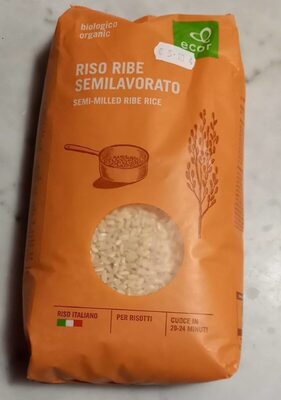 biologico
organic
ecor
RISO RIBE
SEMILAVORATO
SEMI-MILLED RIBE RICE
RISO ITALIANO
PER RISOTTI
CUOCE IN
20-24 MINUTI